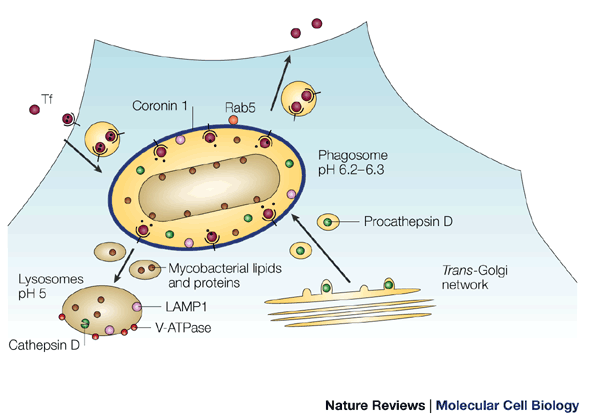 Tf
Coronin 1
Rab5
Phagosome
pH 6.2–6.3
Procathepsin D
Trans-Golgi
network
Mycobacterial lipids
and proteins
Lysosomes
pH 5
LAMP1
V-ATPase
Cathepsin D
Nature Reviews | Molecular Cell Biology